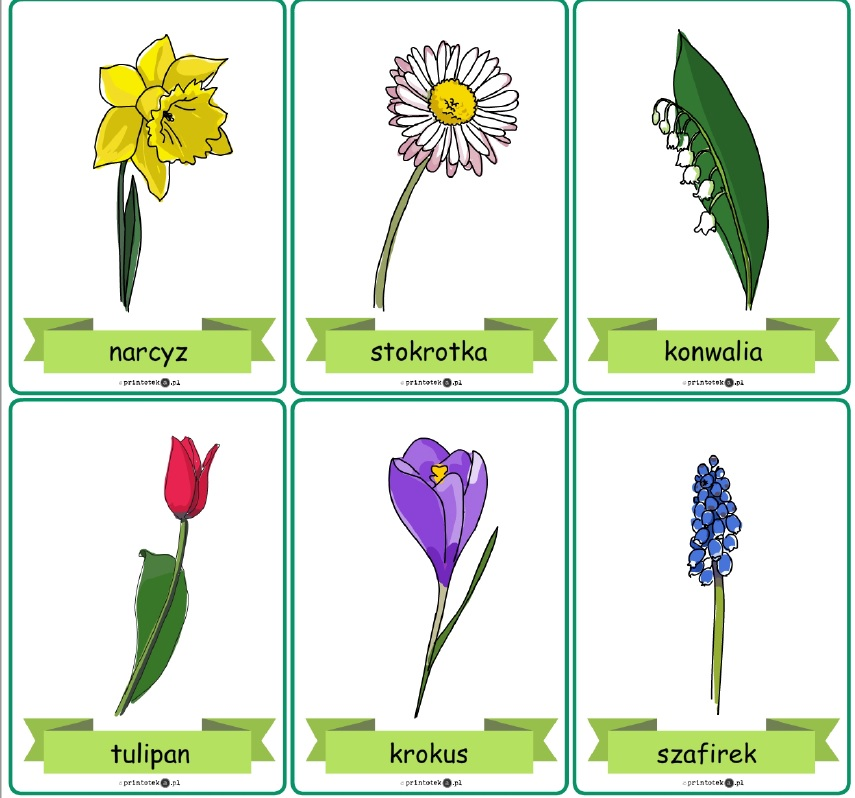 narcyz
stokrotka
konwalia
© printotek a .pl
© printotek a .pl
© printotek a .pl
tulipan
krokus
szafirek
© printotek a .pl
© printotek a .pl
© printotek a .pl